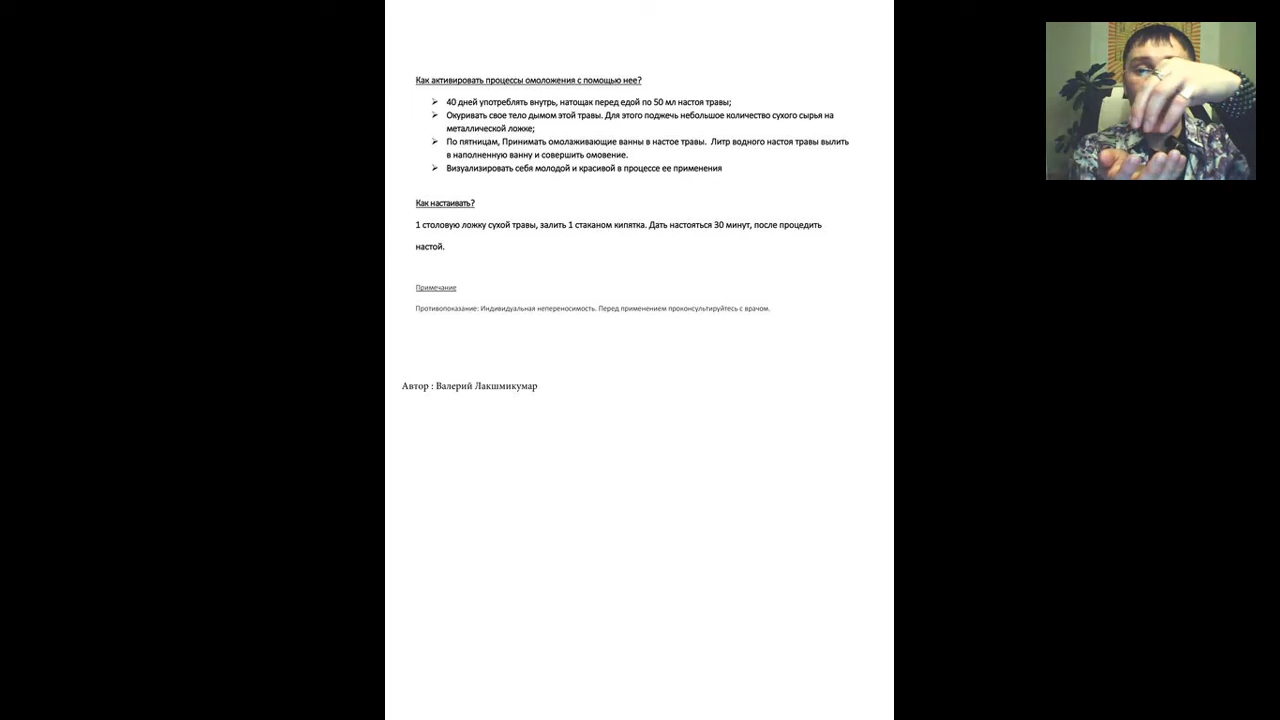 Как активировать процессы омоложения с помощью нее?
➢ 40 дней употреблять внутрь, натощак перед едой по 50 мл настоя травы;
➢ Окуривать свое тело дымом этой травы. Для этого поджечь небольшое количество сухого сырья на
металлической ложке;
➢ По пятницам, Принимать омолаживающие ванны в настое травы. Литр водного настоя травы вылить
в наполненную ванну и совершить омовение.
➢ Визуализировать себя молодой и красивой в процессе ее применения
Как настаивать?
1 столовую ложку сухой травы, залить 1 стаканом кипятка. Дать настояться 30 минут, после процедить
настой.
Примечание
Противопоказание: Индивидуальная непереносимость. Перед применением проконсультируйтесь с врачом.
Автор : Валерий Лакшмикумар